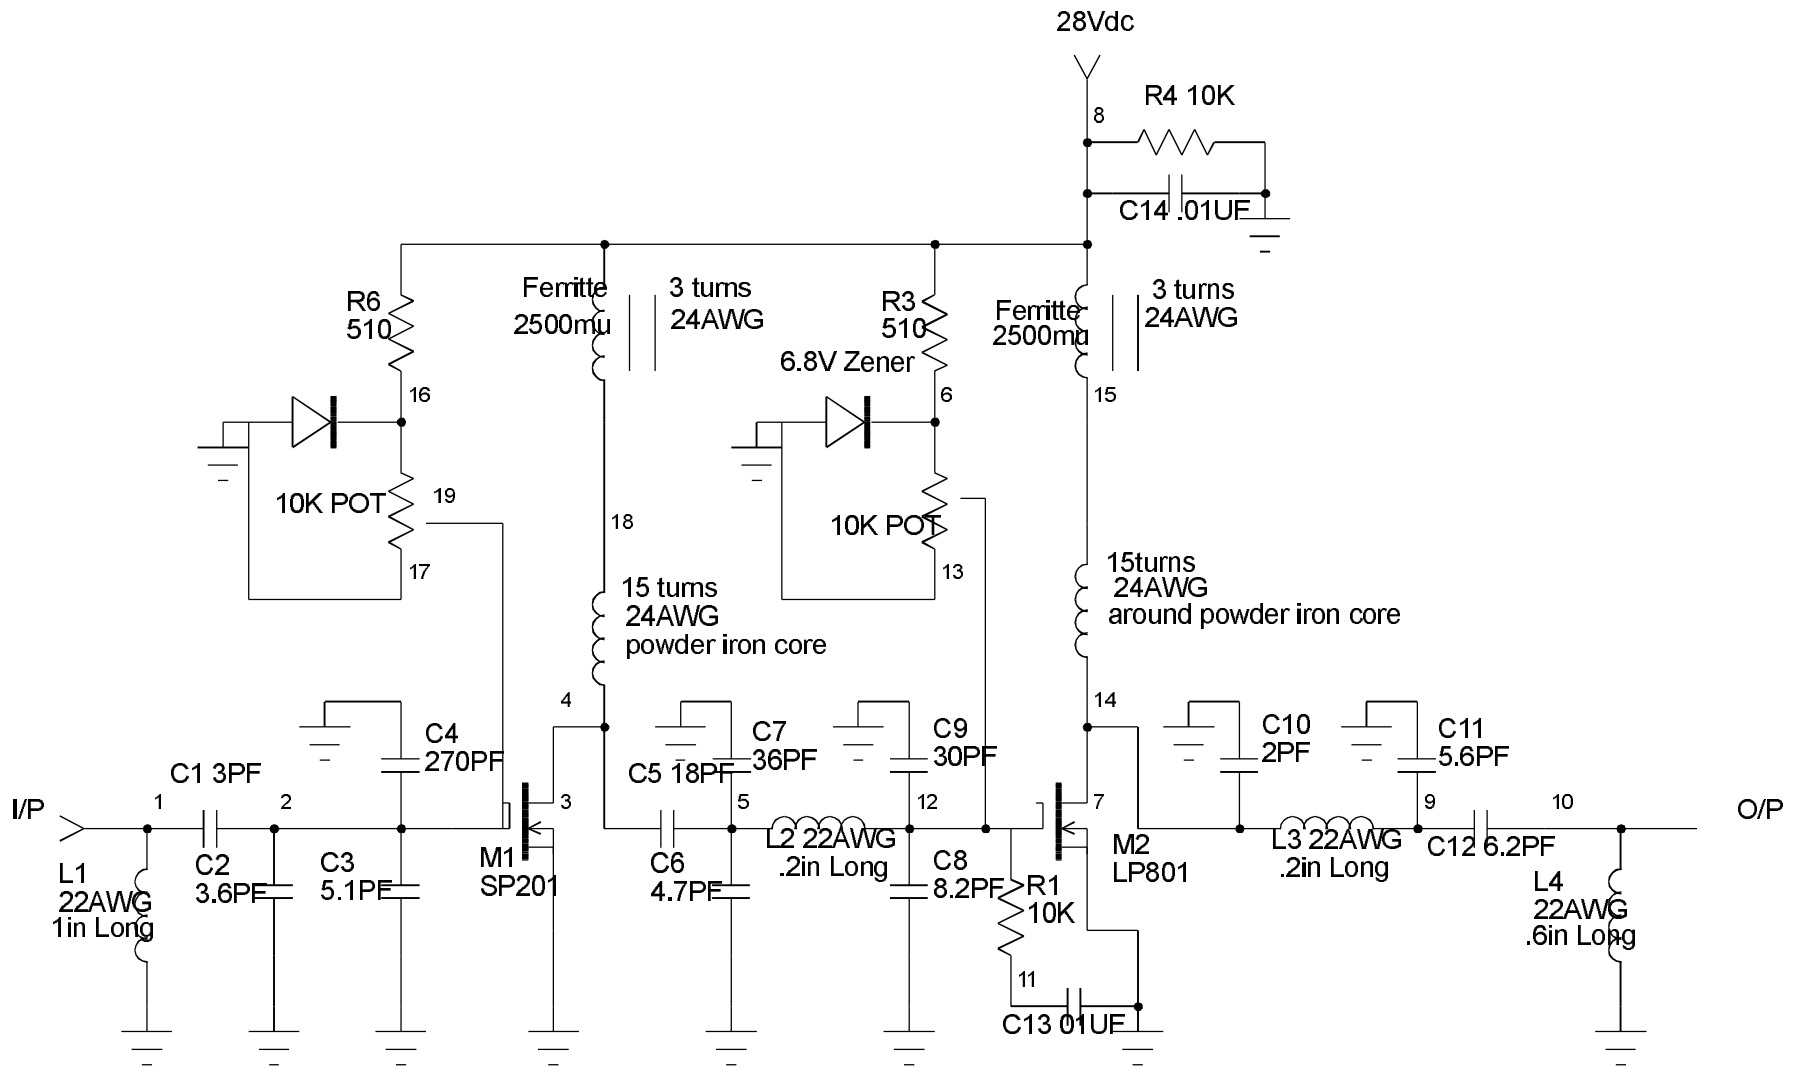 28Vdc
R4 10K
8
C14 .01UF
Ferritte
2500mu
3 turns
24AWG
R6
510
R3
510
Ferritte
2500mu
3 turns
24AWG
6.8V Zener
16
6
15
10K POT
19
17
18
10K POT
13
15 turns
24AWG
powder iron core
15turns
24AWG
around powder iron core
4
14
C4
270PF
C7
36PF
C9
30PF
C10
2PF
C11
5.6PF
C1 3PF
C5 18PF
I/P
1
2
3
5
12
7
9
10
O/P
L2 22AWG
.2in Long
L3 22AWG
.2in Long
C12 6.2PF
L1
22AWG
1in Long
C2
3.6PF
C3
5.1PF
M1
SP201
C6
4.7PF
C8
8.2PF
R1
10K
M2
LP801
L4
22AWG
.6in Long
11
C13 01UF